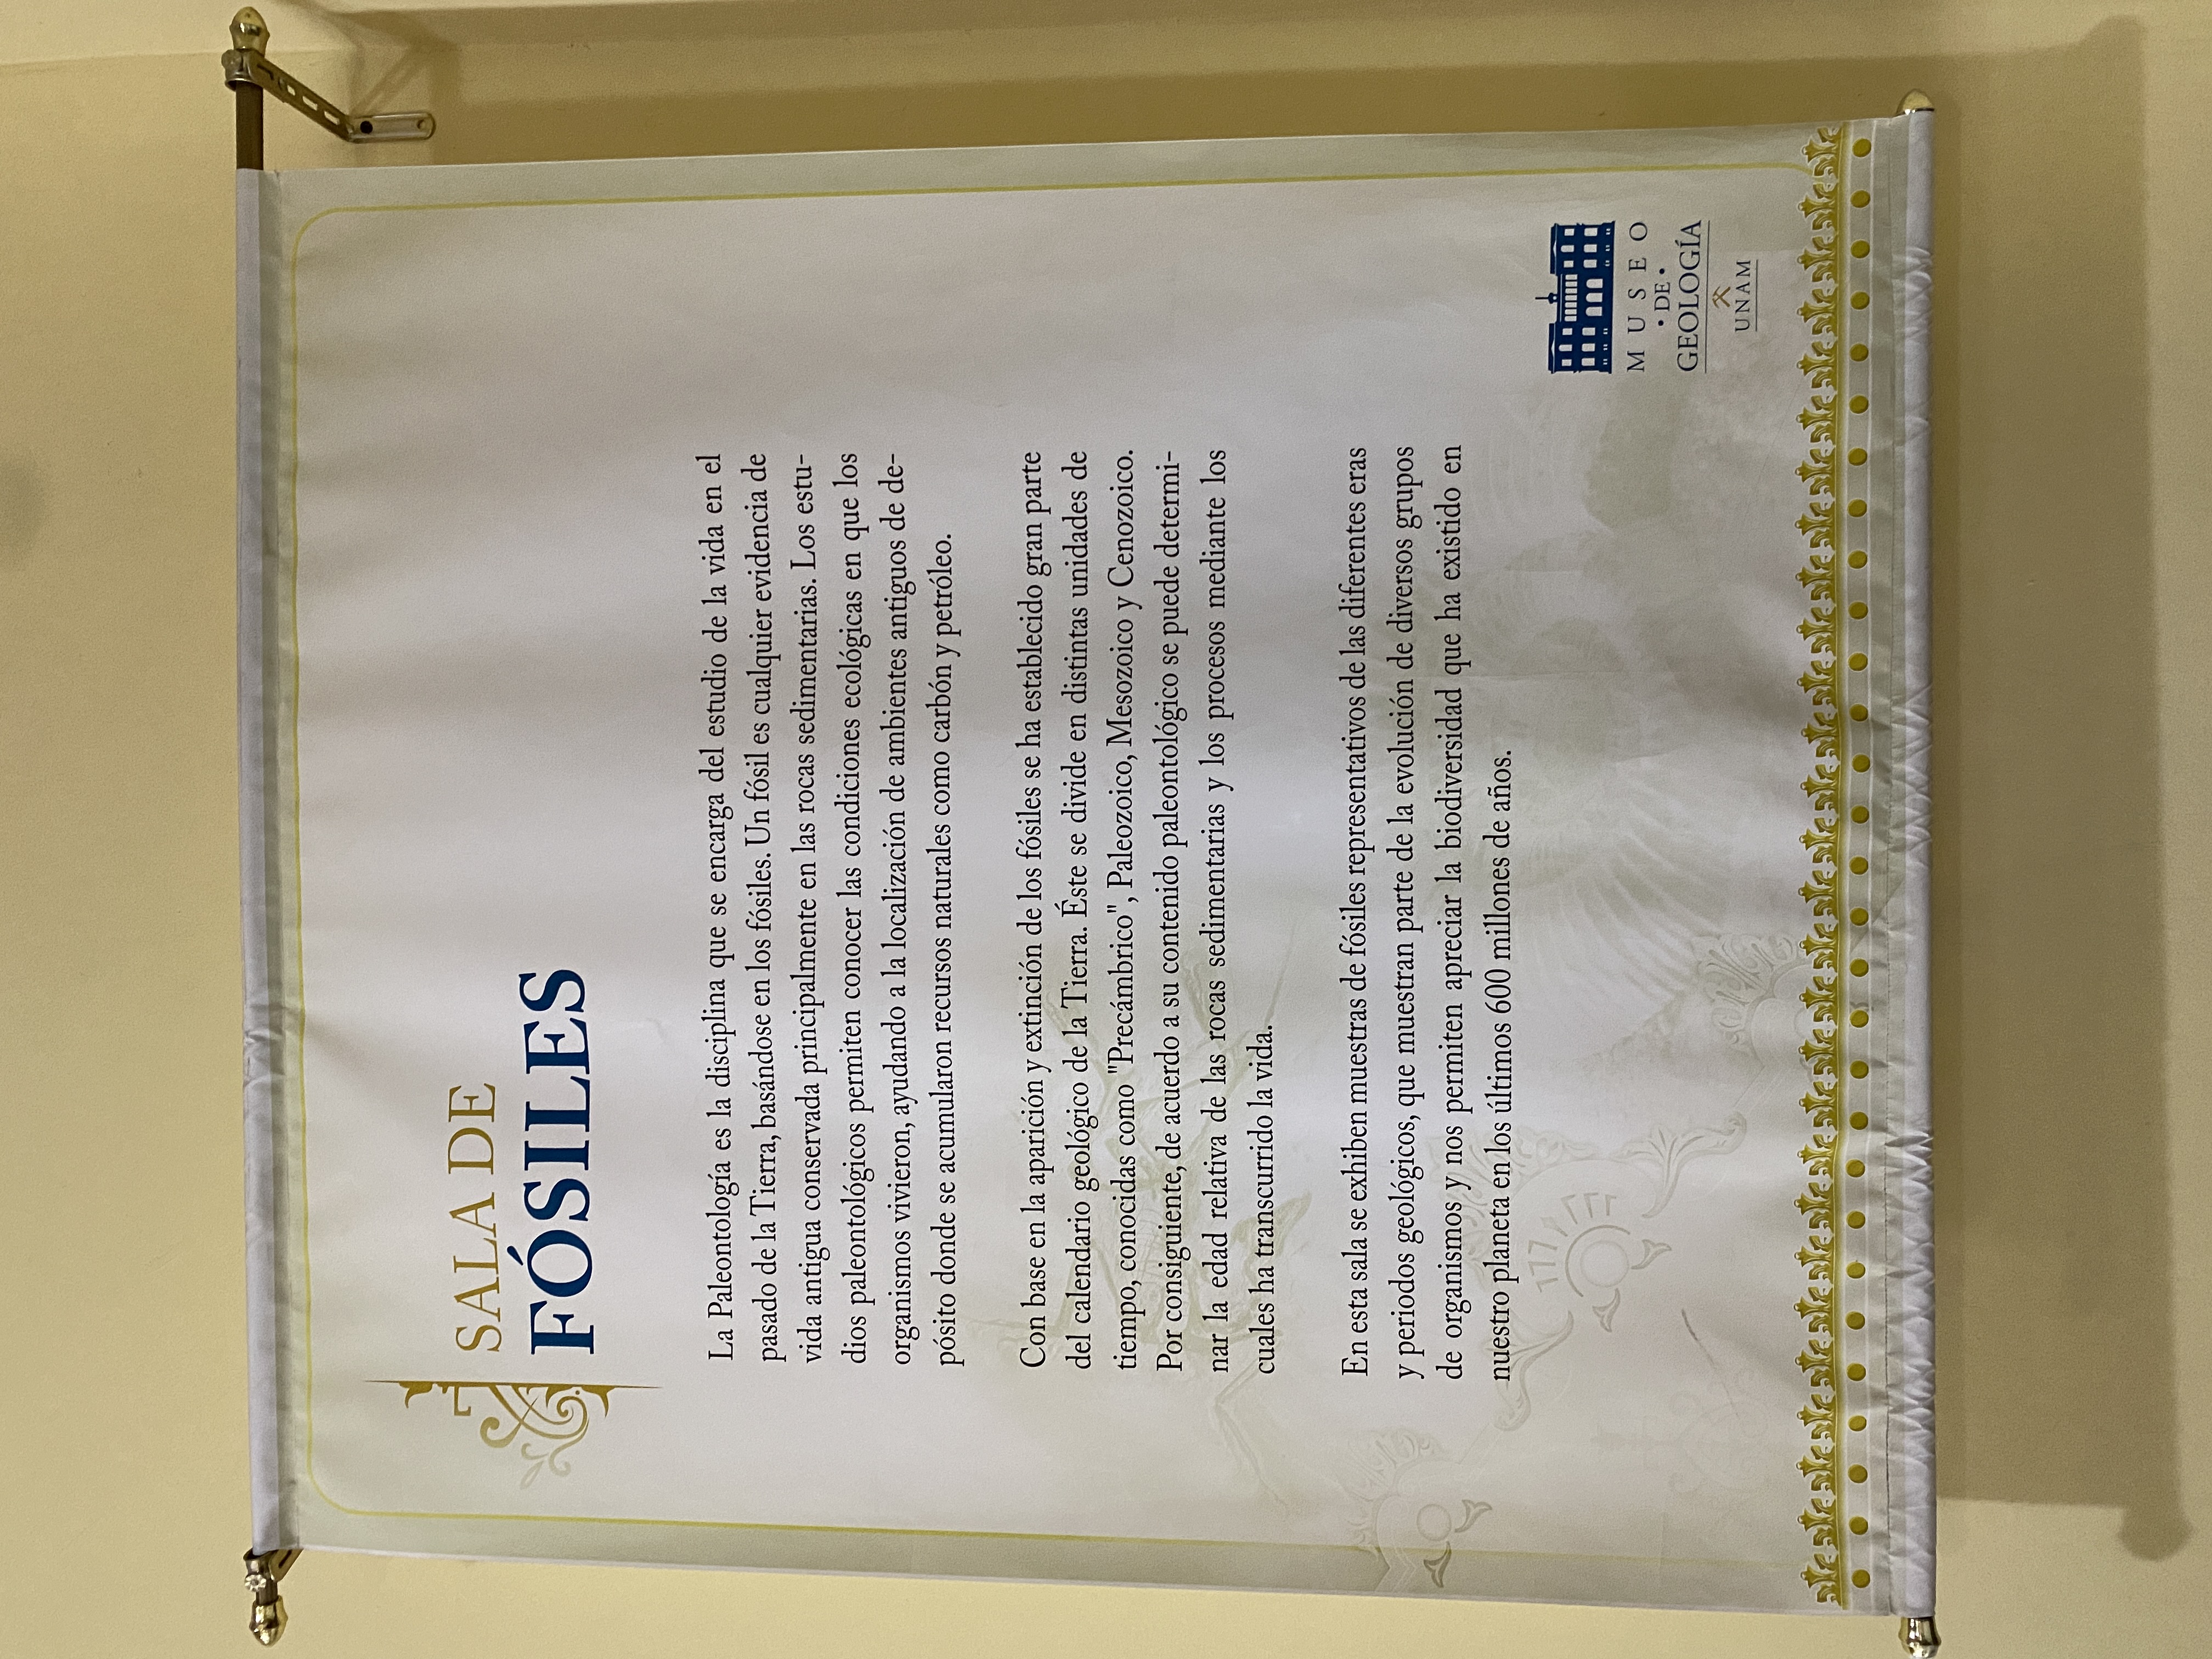 SALA DE
FÓSILES
La Paleontología es la disciplina que se encarga del estudio de la vida en el
pasado de la Tierra, basándose en los fósiles. Un fósil es cualquier evidencia de
vida antigua conservada principalmente en las rocas sedimentarias. Los estu-
dios paleontológicos permiten conocer las condiciones ecológicas en que los
organismos vivieron, ayudando a la localización de ambientes antiguos de de-
pósito donde se acumularon recursos naturales como carbón y petróleo.
Con base en la aparición y extinción de los fósiles se ha establecido gran parte
del calendario geológico de la Tierra. Éste se divide en distintas unidades de
tiempo, conocidas como "Precámbrico", Paleozoico, Mesozoico y Cenozoico.
Por consiguiente, de acuerdo a su contenido paleontológico se puede determi-
nar la edad relativa de las rocas sedimentarias y los procesos mediante los
cuales ha transcurrido la vida.
En esta sala se exhiben muestras de fósiles representativos de las diferentes eras
y periodos geológicos, que muestran parte de la evolución de diversos grupos
de organismos y nos permiten apreciar la biodiversidad que ha existido en
nuestro planeta en los últimos 600 millones de años.
MUSEO
• DE •
GEOLOGÍA
UNAM